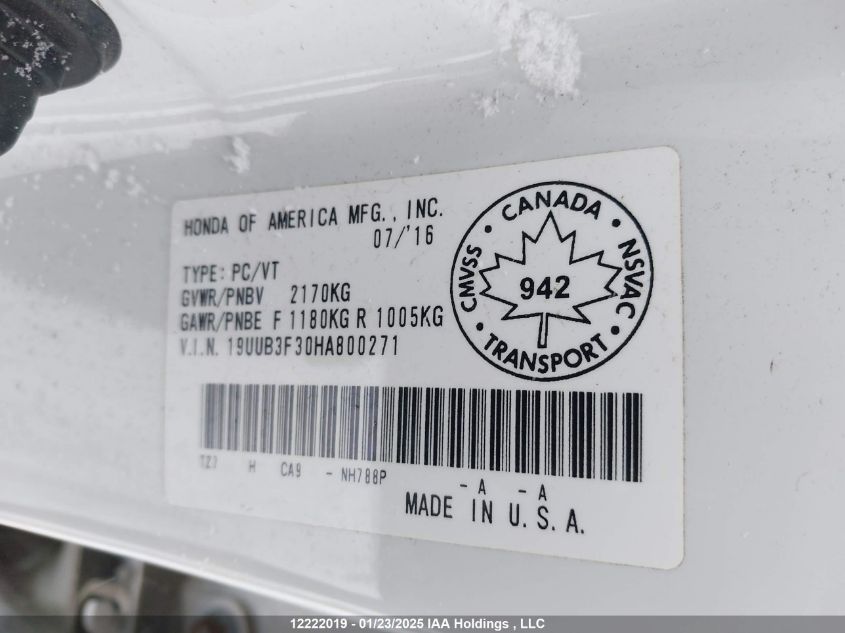 HONDA OF AMERICA MFG., INC.
07/'16
TYPE: PC/VT
GVWR/PNBV 2170KG
GAWR/PNBE F 1180KG R 1005KG
V.I.N. 19UUB3F30HA800271
CANADA · NSVAC · TRANSPORT · CMVSS ·
942
TZ7 H CA9 - NH788P - A - A
MADE IN U.S.A.
12222019 - 01/23/2025 IAA Holdings , LLC